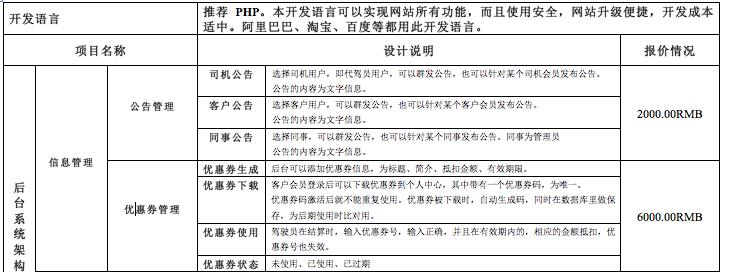 开发语言
推荐 PHP。本开发语言可以实现网站所有功能，而且使用安全，网站升级便捷，开发成本
适中。阿里巴巴、淘宝、百度等都用此开发语言。
项目名称
设计说明
报价情况
后台系统架构
信息管理
公告管理
司机公告
选择司机用户，即代驾员用户，可以群发公告，也可以针对某个司机会员发布公告。
公告的内容为文字信息。
客户公告
选择客户用户，可以群发公告，也可以针对某个客户会员发布公告。
公告的内容为文字信息。
同事公告
选择同事，可以群发公告，也可以针对某个同事发布公告。同事为管理员
公告的内容为文字信息。
2000.00RMB
优惠券管理
优惠券生成
后台可以添加优惠券信息，为标题、简介、抵扣金额、有效期限。
优惠券下载
客户会员登录后可以下载优惠券到个人中心，其中带有一个优惠券码，为唯一。
优惠券码激活后就不能重复使用。优惠券被下载时，自动生成码，同时在数据库里做保
存，为后期使用时比对用。
优惠券使用
驾驶员在结算时，输入优惠券号，输入正确，并且在有效期内的，相应的金额抵扣，优
惠券号也失效。
优惠券状态
未使用、已使用、已过期
6000.00RMB